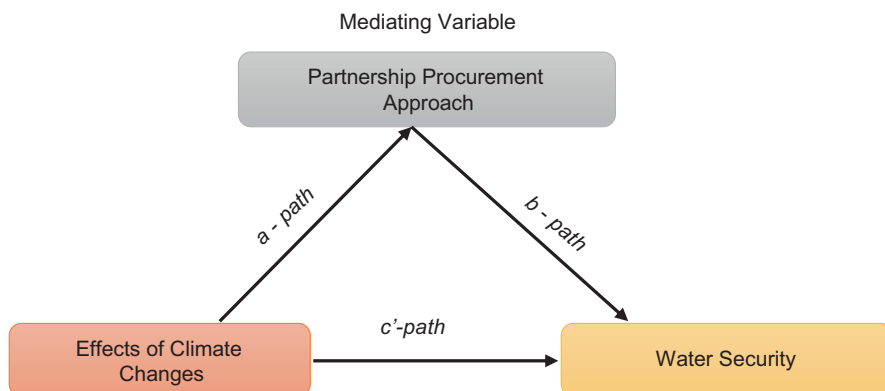 Mediating Variable
Partnership Procurement
Approach
a - path
b - path
c'-path
Effects of Climate
Changes
Water Security